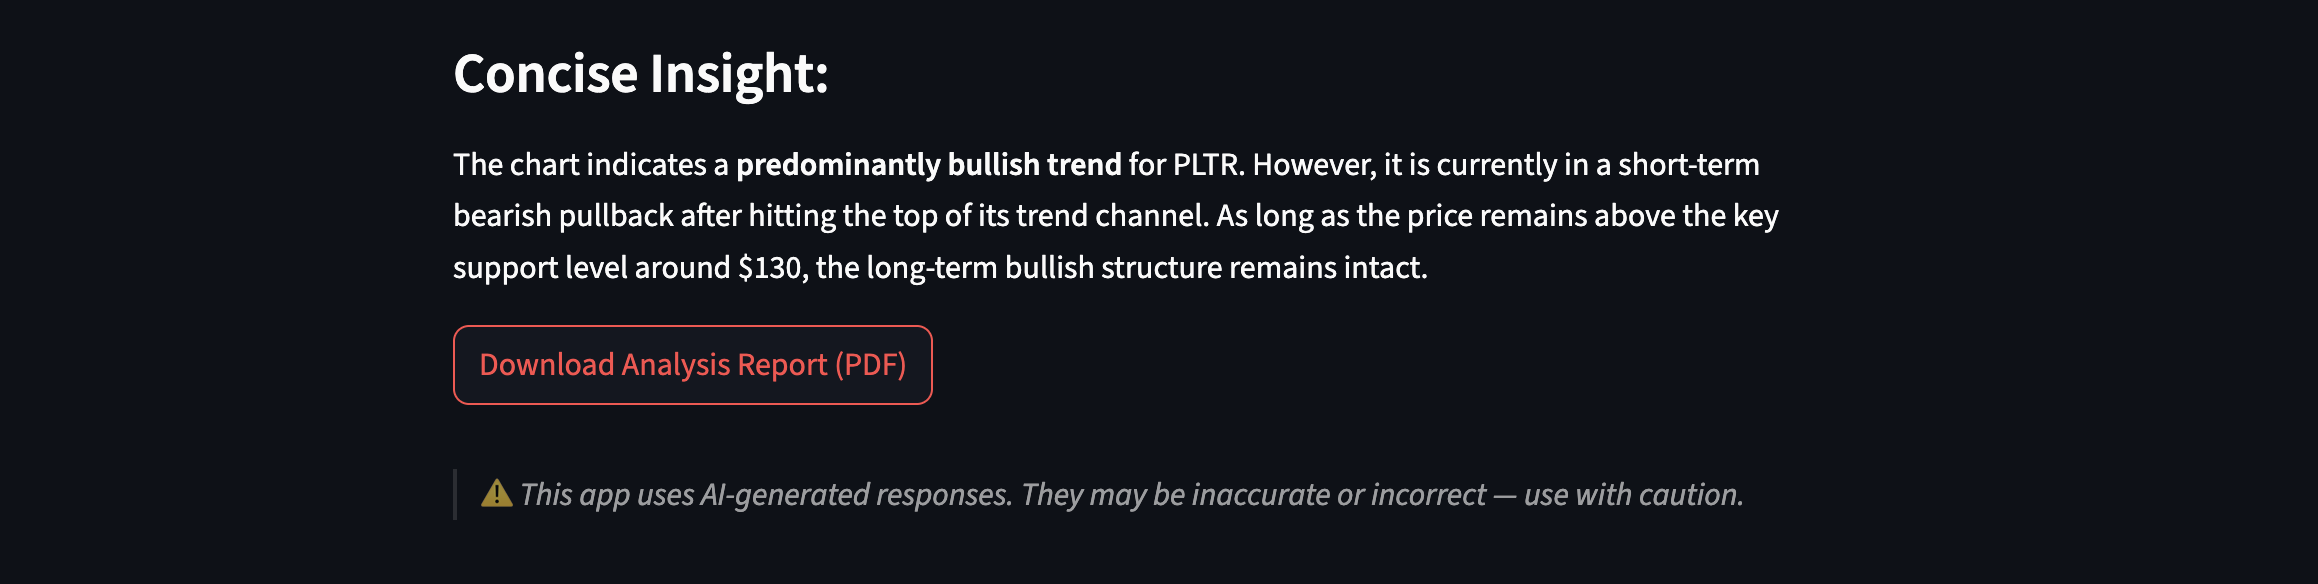 Concise Insight:
The chart indicates a predominantly bullish trend for PLTR. However, it is currently in a short-term
bearish pullback after hitting the top of its trend channel. As long as the price remains above the key
support level around $130, the long-term bullish structure remains intact.
Download Analysis Report (PDF)
⚠️ This app uses AI-generated responses. They may be inaccurate or incorrect — use with caution.